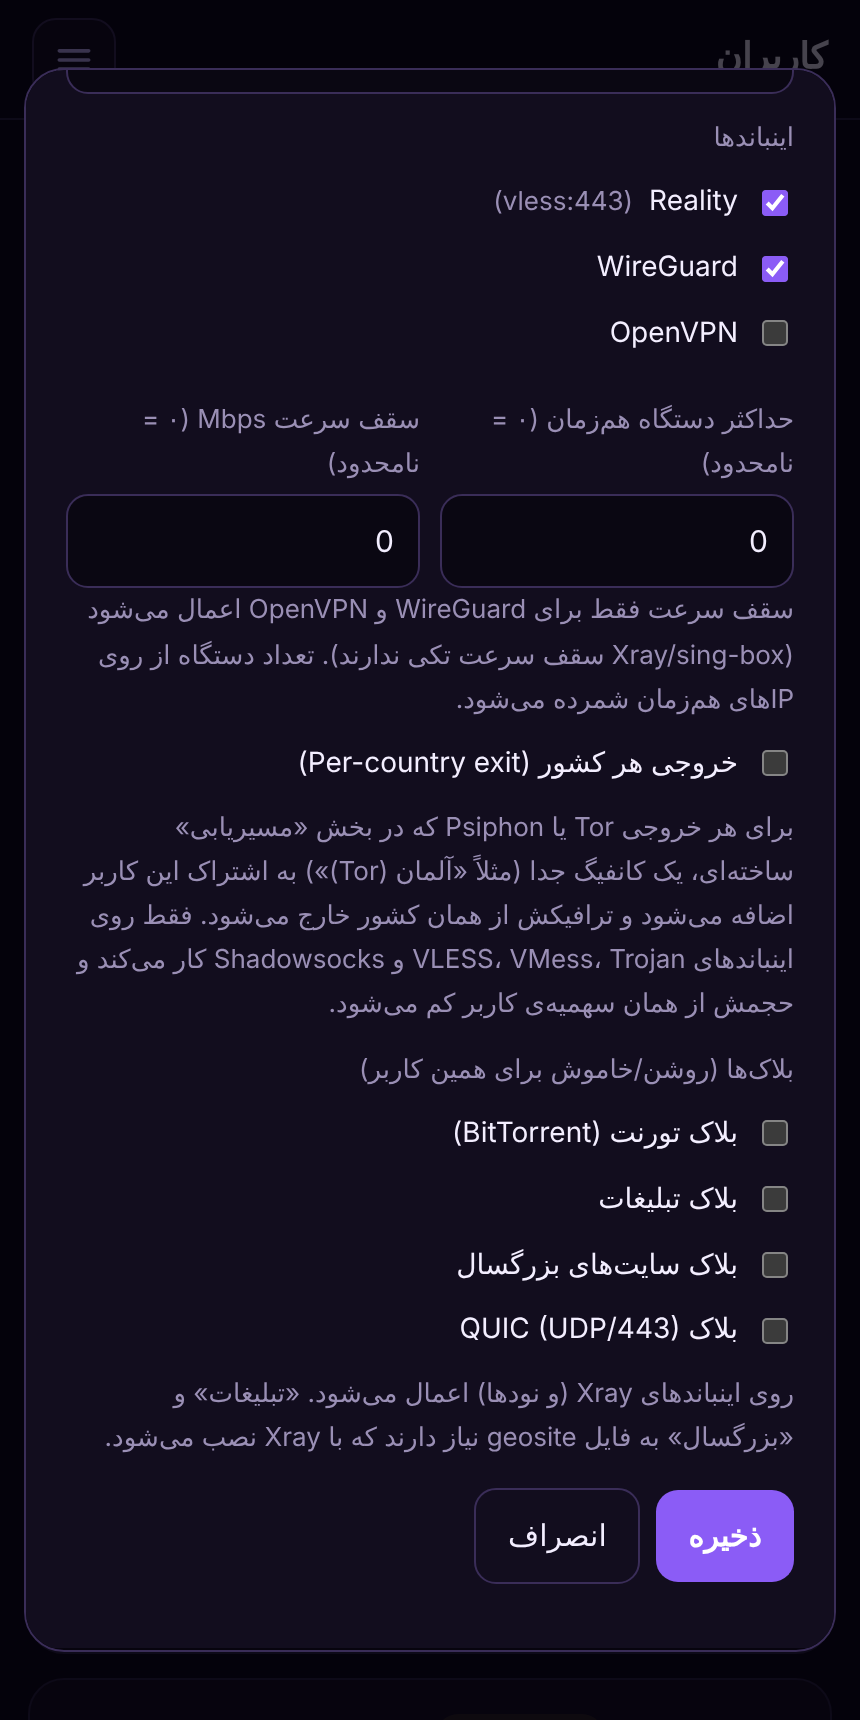 کاربران
اینباندها
Reality (vless:443)
WireGuard
OpenVPN
حداکثر دستگاه هم‌زمان (۰ =
نامحدود)
سقف سرعت Mbps (۰ =
نامحدود)
0
0
سقف سرعت فقط برای WireGuard و OpenVPN اعمال می‌شود
(Xray/sing-box سقف سرعت تکی ندارند). تعداد دستگاه از روی
IPهای هم‌زمان شمرده می‌شود.
خروجی هر کشور (Per-country exit)
برای هر خروجی Tor یا Psiphon که در بخش «مسیریابی»
ساخته‌ای، یک کانفیگ جدا (مثلاً «آلمان (Tor)») به اشتراک این کاربر
اضافه می‌شود و ترافیکش از همان کشور خارج می‌شود. فقط روی
اینباندهای VLESS، VMess، Trojan و Shadowsocks کار می‌کند و
حجمش از همان سهمیه‌ی کاربر کم می‌شود.
بلاک‌ها (روشن/خاموش برای همین کاربر)
بلاک تورنت (BitTorrent)
بلاک تبلیغات
بلاک سایت‌های بزرگسال
بلاک QUIC (UDP/443)
روی اینباندهای Xray (و نودها) اعمال می‌شود. «تبلیغات» و
«بزرگسال» به فایل geosite نیاز دارند که با Xray نصب می‌شود.
ذخیره
انصراف